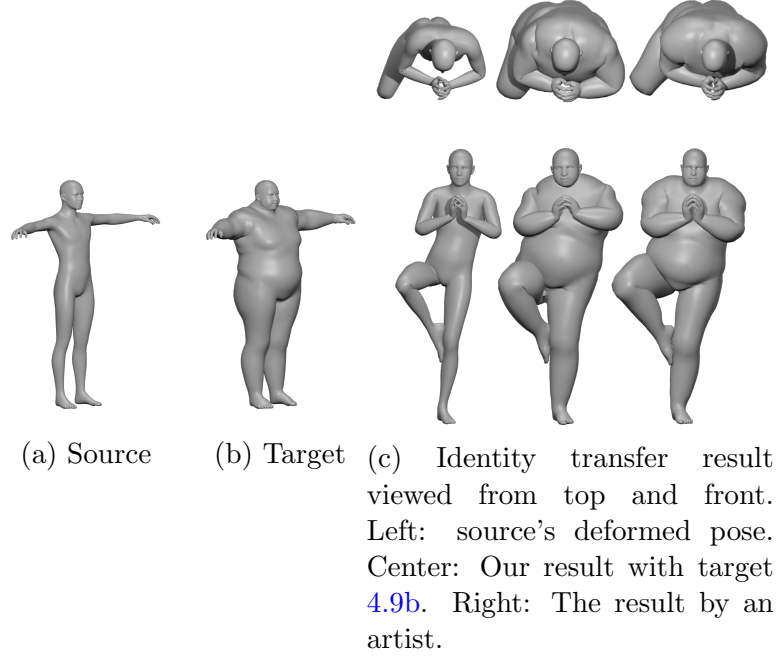 (a) Source
(b) Target
(c) Identity transfer result
viewed from top and front.
Left: source's deformed pose.
Center: Our result with target
4.9b. Right: The result by an
artist.